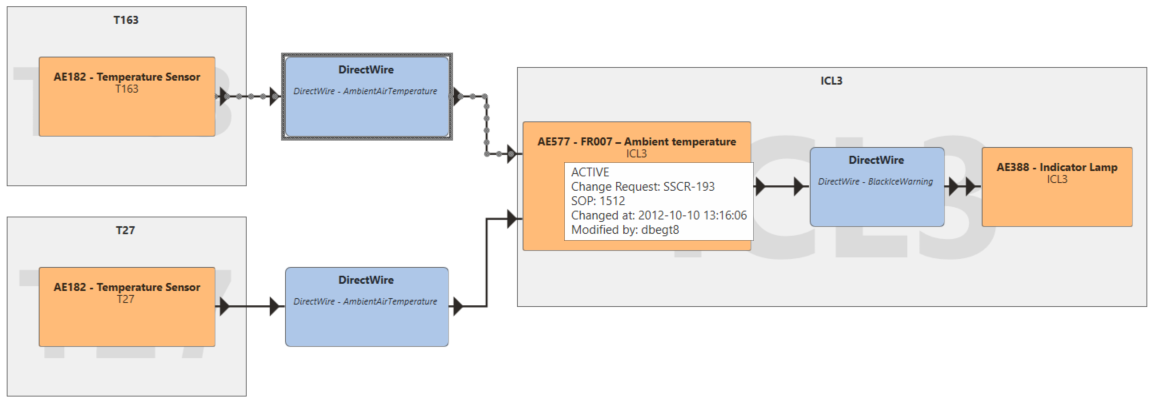 T163
AE182 - Temperature Sensor
T163
DirectWire
DirectWire - AmbientAirTemperature
ICL3
AE577 - FR007 – Ambient temperature
ICL3
ACTIVE
Change Request: SSCR-193
SOP: 1512
Changed at: 2012-10-10 13:16:06
Modified by: dbegt8
DirectWire
DirectWire - BlackIceWarning
AE388 - Indicator Lamp
ICL3
ICL3
T27
AE182 - Temperature Sensor
T27
DirectWire
DirectWire - AmbientAirTemperature